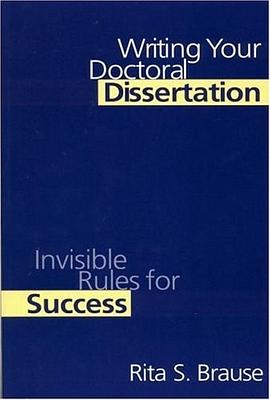 Writing Your
Doctoral
Dissertation
Invisible
Rules for
Success
Rita S. Brause